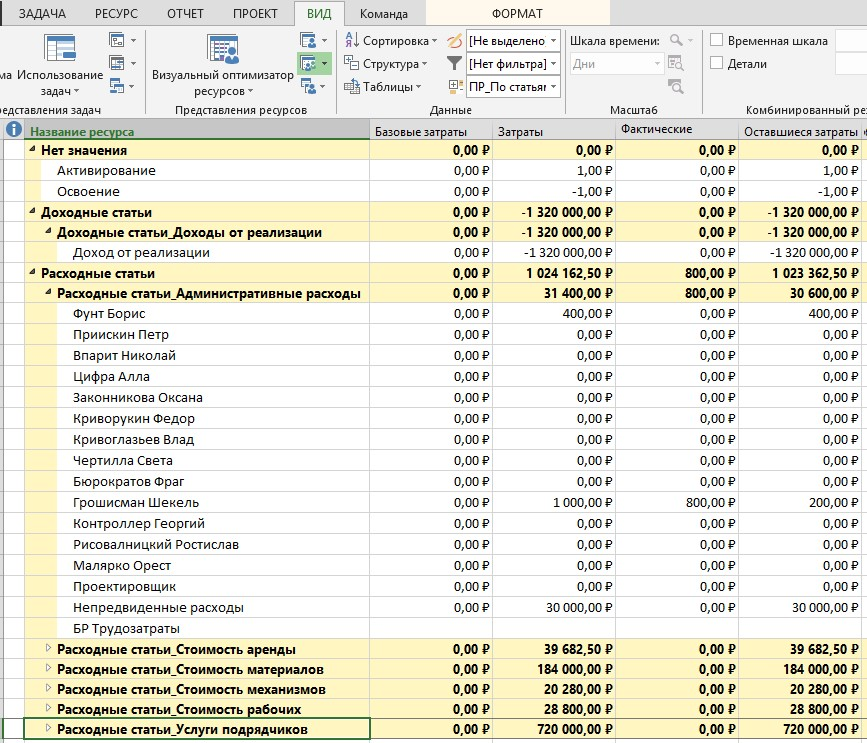 ЗАДАЧА РЕСУРС ОТЧЕТ ПРОЕКТ ВИД Команда ФОРМАТ
Сортировка [Не выделено Шкала времени: Временная шкала
ма Использование задач Визуальный оптимизатор ресурсов Структура [Нет фильтра] Дни Детали
Таблицы ПР_По статья
редставления задач Представления ресурсов Данные Масштаб Комбинированный ре
Название ресурса Базовые затраты Затраты Фактические Оставшиеся затраты
Нет значения 0,00 ₽ 0,00 ₽ 0,00 ₽ 0,00 ₽
Активирование 0,00 ₽ 1,00 ₽ 0,00 ₽ 1,00 ₽
Освоение 0,00 ₽ -1,00 ₽ 0,00 ₽ -1,00 ₽
Доходные статьи 0,00 ₽ -1 320 000,00 ₽ 0,00 ₽ -1 320 000,00 ₽
Доходные статьи_Доходы от реализации 0,00 ₽ -1 320 000,00 ₽ 0,00 ₽ -1 320 000,00 ₽
Доход от реализации 0,00 ₽ -1 320 000,00 ₽ 0,00 ₽ -1 320 000,00 ₽
Расходные статьи 0,00 ₽ 1 024 162,50 ₽ 800,00 ₽ 1 023 362,50 ₽
Расходные статьи_Административные расходы 0,00 ₽ 31 400,00 ₽ 800,00 ₽ 30 600,00 ₽
Фунт Борис 0,00 ₽ 400,00 ₽ 0,00 ₽ 400,00 ₽
Приискин Петр 0,00 ₽ 0,00 ₽ 0,00 ₽ 0,00 ₽
Впарит Николай 0,00 ₽ 0,00 ₽ 0,00 ₽ 0,00 ₽
Цифра Алла 0,00 ₽ 0,00 ₽ 0,00 ₽ 0,00 ₽
Законникова Оксана 0,00 ₽ 0,00 ₽ 0,00 ₽ 0,00 ₽
Криворукин Федор 0,00 ₽ 0,00 ₽ 0,00 ₽ 0,00 ₽
Кривоглазьев Влад 0,00 ₽ 0,00 ₽ 0,00 ₽ 0,00 ₽
Чертилла Света 0,00 ₽ 0,00 ₽ 0,00 ₽ 0,00 ₽
Бюрократов Фраг 0,00 ₽ 0,00 ₽ 0,00 ₽ 0,00 ₽
Грошисман Шекель 0,00 ₽ 1 000,00 ₽ 800,00 ₽ 200,00 ₽
Контроллер Георгий 0,00 ₽ 0,00 ₽ 0,00 ₽ 0,00 ₽
Рисовалницкий Ростислав 0,00 ₽ 0,00 ₽ 0,00 ₽ 0,00 ₽
Малярко Орест 0,00 ₽ 0,00 ₽ 0,00 ₽ 0,00 ₽
Проектировщик 0,00 ₽ 0,00 ₽ 0,00 ₽ 0,00 ₽
Непредвиденные расходы 0,00 ₽ 30 000,00 ₽ 0,00 ₽ 30 000,00 ₽
БР Трудозатраты
Расходные статьи_Стоимость аренды 0,00 ₽ 39 682,50 ₽ 0,00 ₽ 39 682,50 ₽
Расходные статьи_Стоимость материалов 0,00 ₽ 184 000,00 ₽ 0,00 ₽ 184 000,00 ₽
Расходные статьи_Стоимость механизмов 0,00 ₽ 20 280,00 ₽ 0,00 ₽ 20 280,00 ₽
Расходные статьи_Стоимость рабочих 0,00 ₽ 28 800,00 ₽ 0,00 ₽ 28 800,00 ₽
Расходные статьи_Услуги подрядчиков 0,00 ₽ 720 000,00 ₽ 0,00 ₽ 720 000,00 ₽